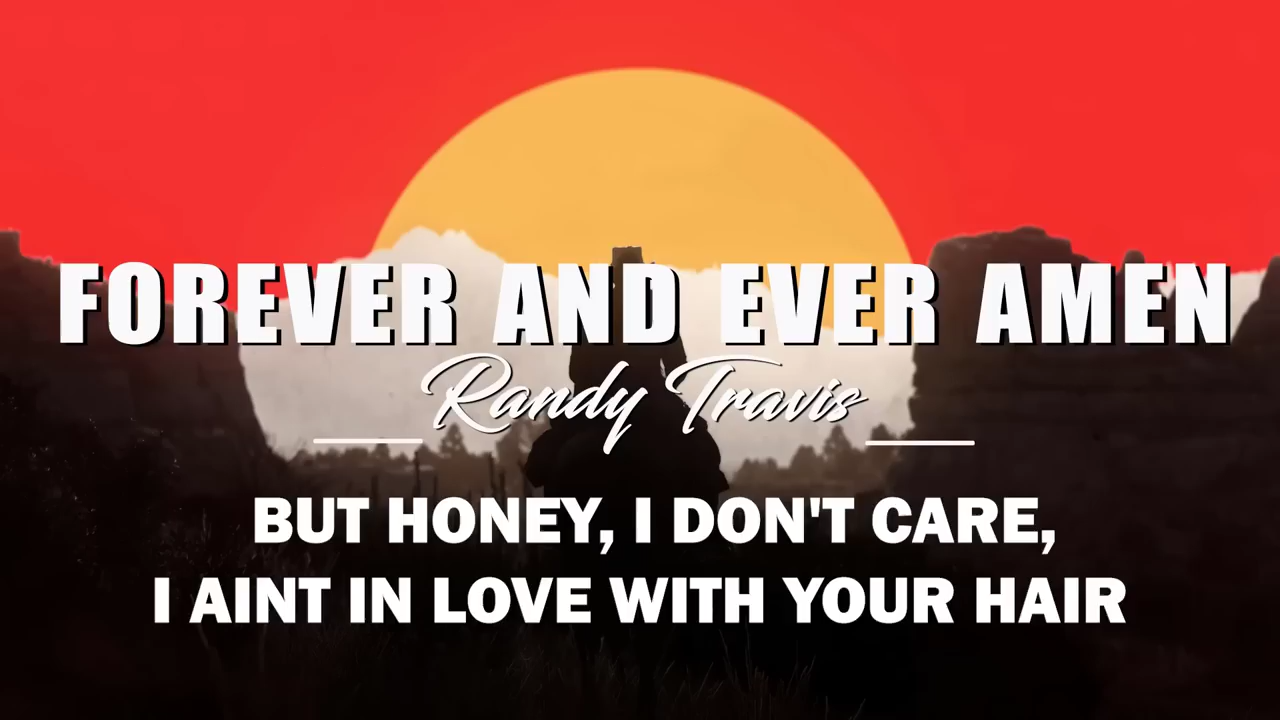 FOREVER AND EVER AMEN
Randy Travis
BUT HONEY, I DON'T CARE,
I AINT IN LOVE WITH YOUR HAIR